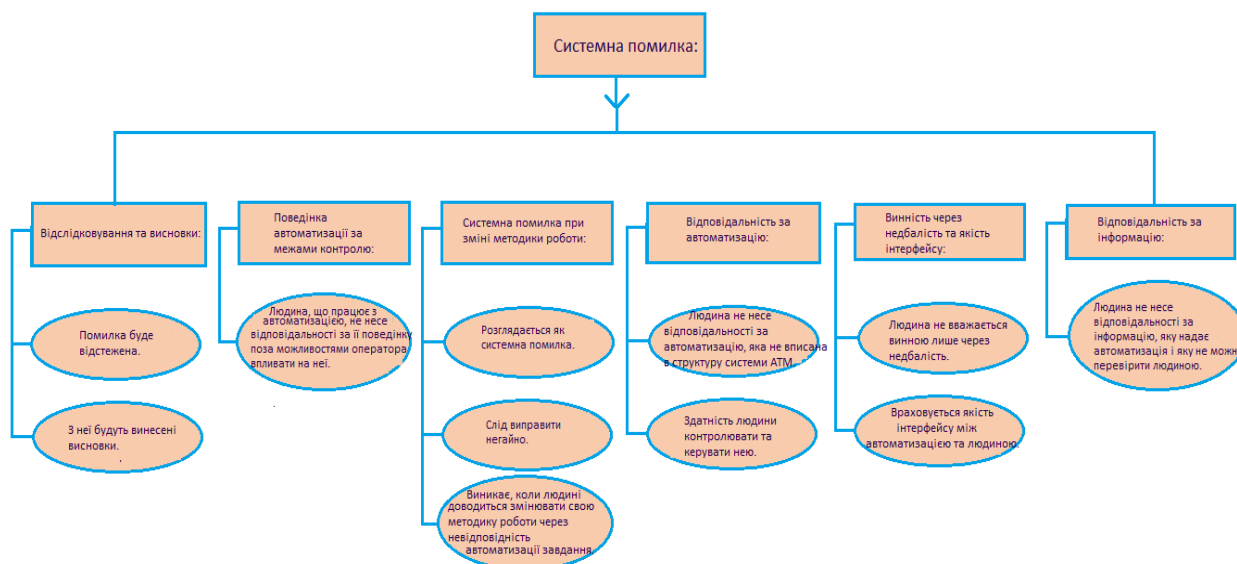 Системна помилка:
Відслідковування та висновки:
Помилка буде
відстежена.
З неї будуть винесені
висновки.
Поведінка
автоматизації за
межами контролю:
Людина, що працює з
автоматизацією, не несе
відповідальності за її поведінку
поза можливостями оператора
впливати на неї.
Системна помилка при
зміні методики роботи:
Розглядається як
системна помилка.
Слід виправити
негайно.
Виникає, коли людині
доводиться змінювати свою
методику роботи через
невідповідність
автоматизації завдання.
Відповідальність за
автоматизацію:
Людина не несе
відповідальності за
автоматизацію, яка не вписана
в структуру системи АТМ.
Здатність людини
контролювати та
керувати нею.
Винність через
недбалість та якість
інтерфейсу:
Людина не вважається
винною лише через
недбалість.
Враховується якість
інтерфейсу між
автоматизацією та людиною.
Відповідальність за
інформацію:
Людина не несе
відповідальності за
інформацію, яку надає
автоматизація і яку не можн
перевірити людиною.